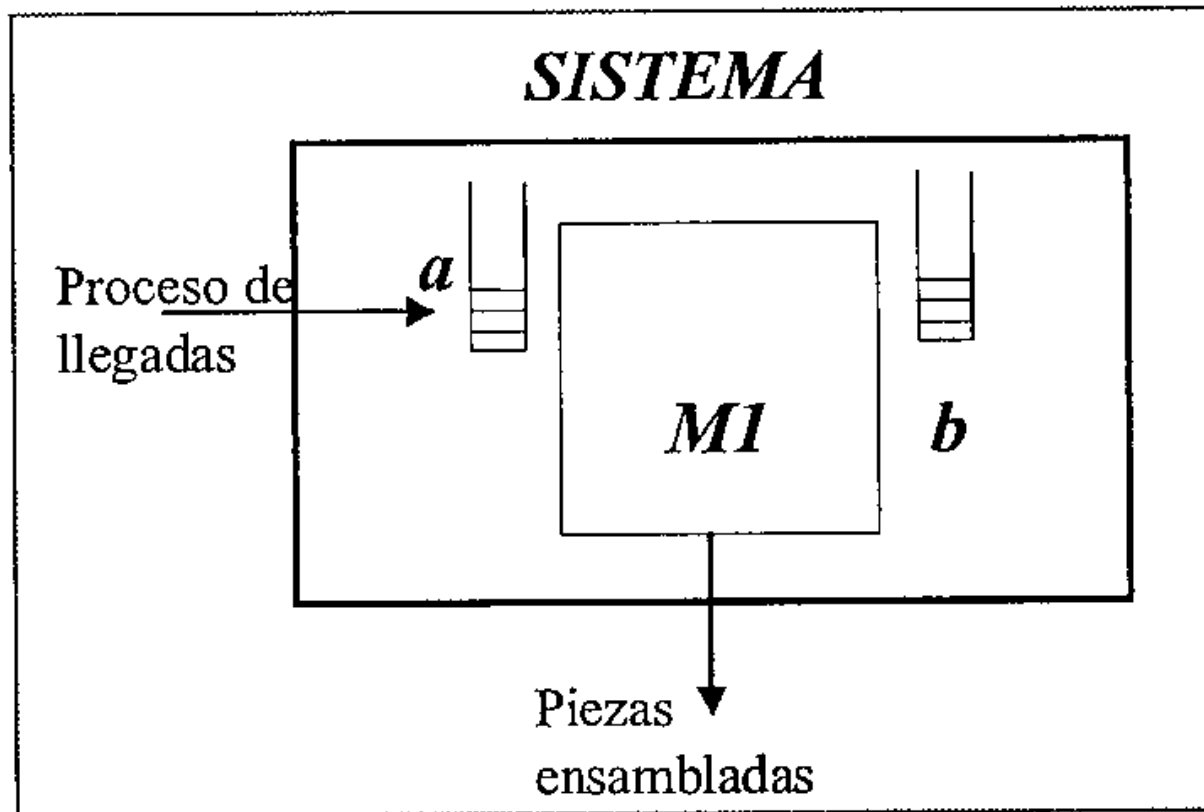 SISTEMA
Proceso de
llegadas
a
M1
b
Piezas
ensambladas